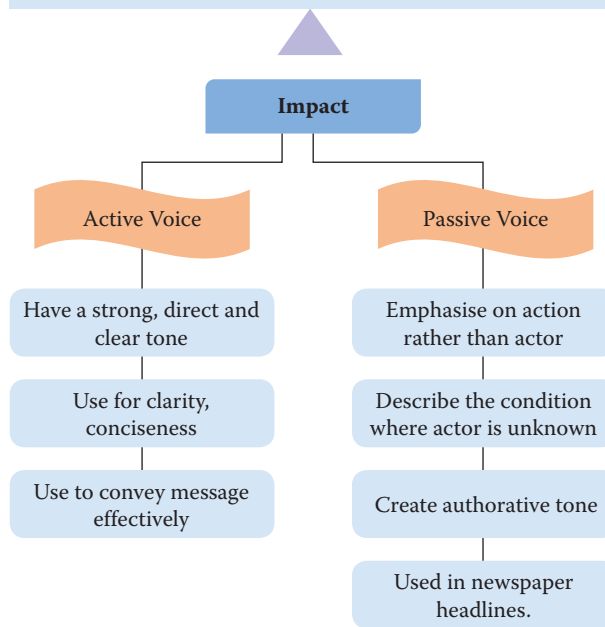 Impact
Active Voice
Have a strong, direct and
clear tone
Use for clarity,
conciseness
Use to convey message
effectively
Passive Voice
Emphasise on action
rather than actor
Describe the condition
where actor is unknown
Create authorative tone
Used in newspaper
headlines.